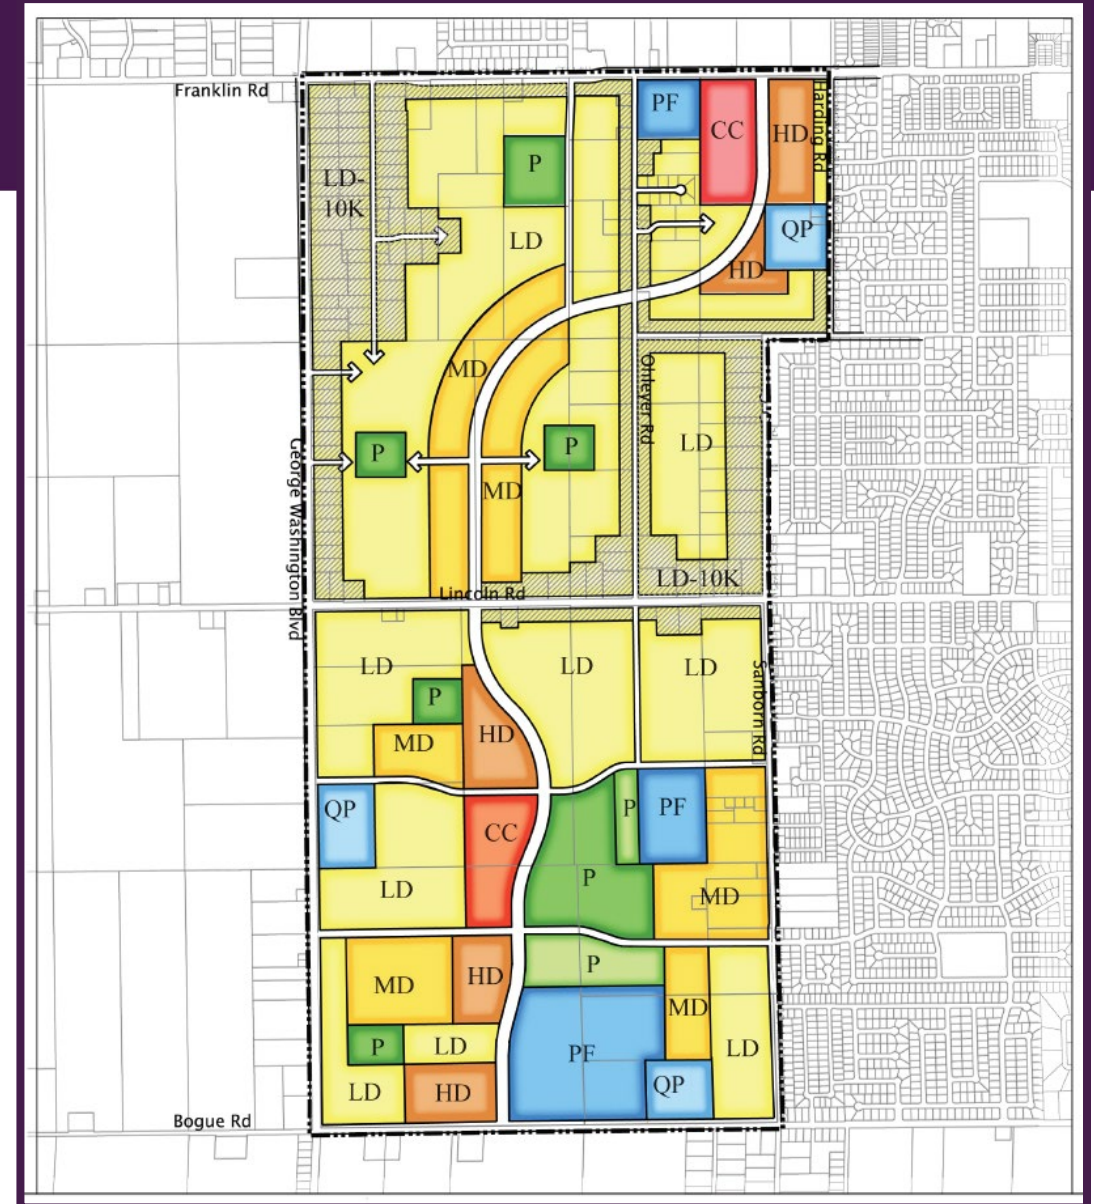 Franklin Rd
PF
CC
HD
Harding Rd
P
LD-
10K
LD
QP
HD
MD
Ohleyer Rd
P
P
LD
George Washington Blvd
MD
LD-10K
Lincoln Rd
LD
LD
LD
Sanborn Rd
P
HD
MD
QP
CC
P
PF
P
LD
MD
P
HD
MD
MD
P
LD
PF
LD
QP
LD
HD
Bogue Rd